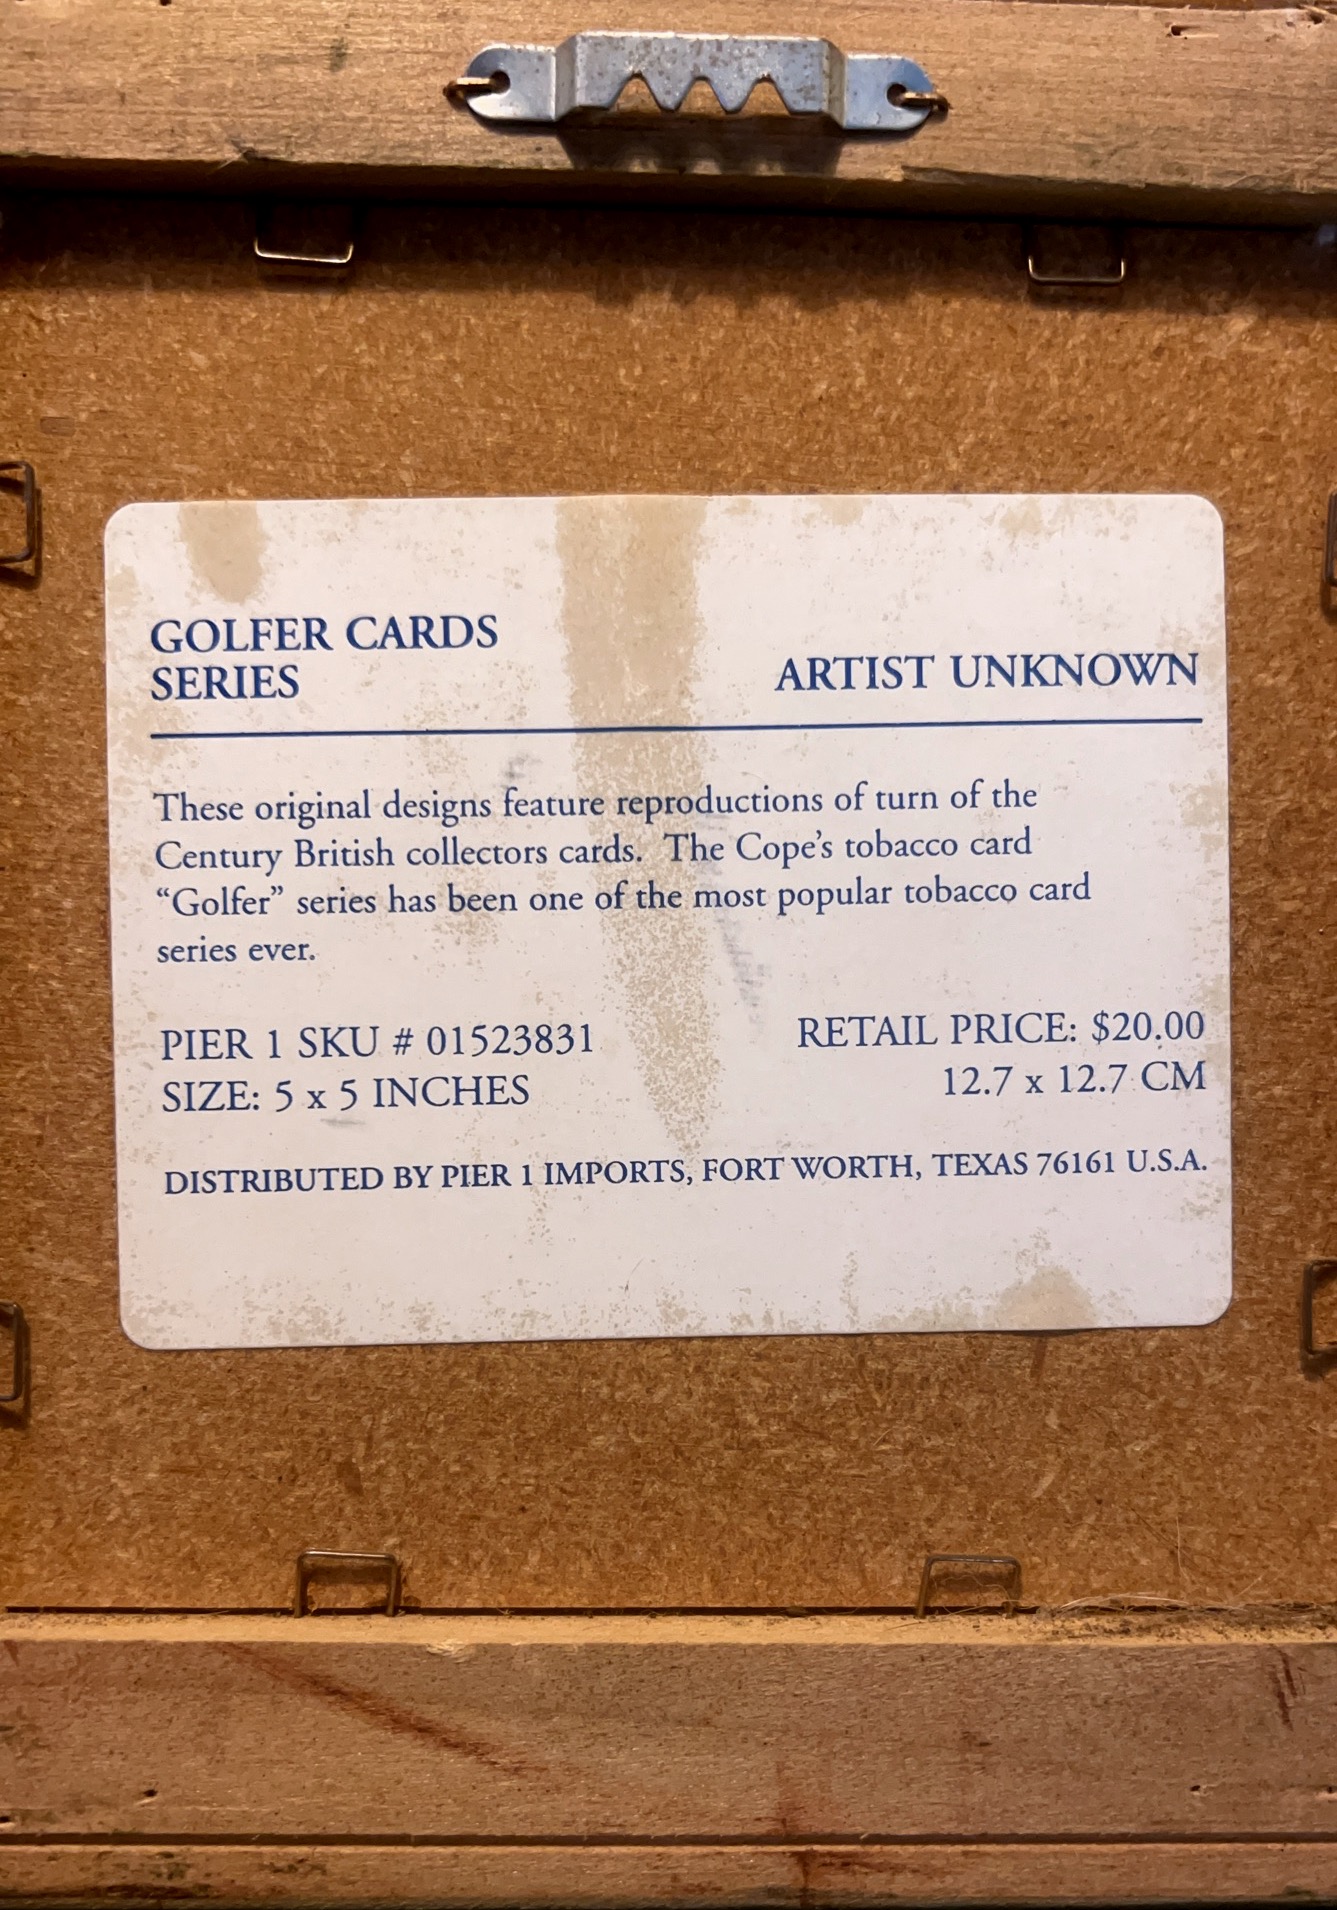 GOLFER CARDS
SERIES
ARTIST UNKNOWN
These original designs feature reproductions of turn of the
Century British collectors cards. The Cope's tobacco card
“Golfer” series has been one of the most popular tobacco card
series ever.
PIER 1 SKU # 01523831
RETAIL PRICE: $20.00
SIZE: 5 x 5 INCHES
12.7 x 12.7 CM
DISTRIBUTED BY PIER 1 IMPORTS, FORT WORTH, TEXAS 76161 U.S.A.